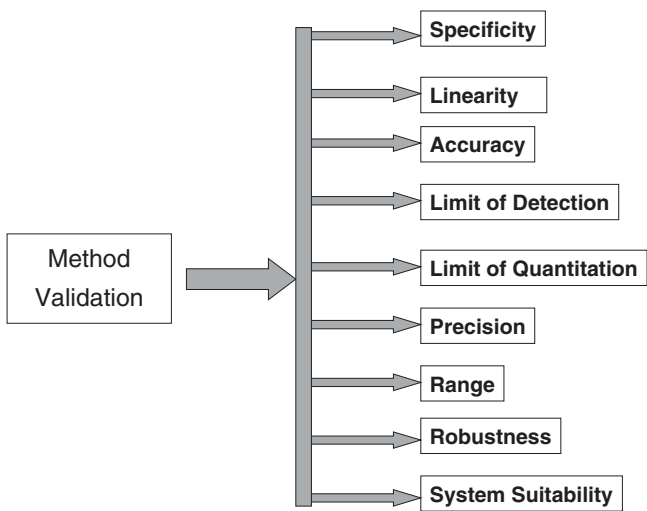 Method
Validation
Specificity
Linearity
Accuracy
Limit of Detection
Limit of Quantitation
Precision
Range
Robustness
System Suitability